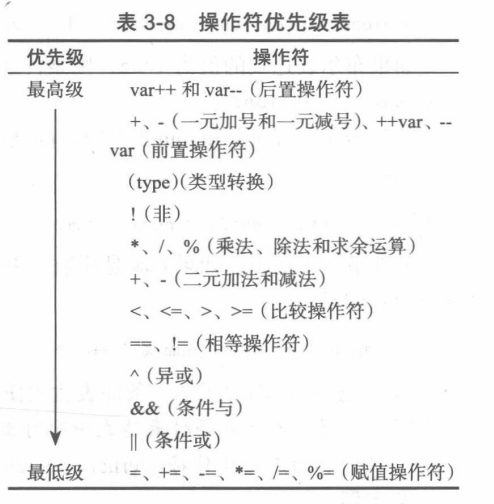 表 3-8 操作符优先级表
优先级 操作符
最高级 var++ 和 var-- (后置操作符)
+、- (一元加号和一元减号)、++var、--
var (前置操作符)
(type)(类型转换)
! (非)
*、/、% (乘法、除法和求余运算)
+、- (二元加法和减法)
<、<=、>、>= (比较操作符)
==、!= (相等操作符)
^ (异或)
&& (条件与)
|| (条件或)
最低级 =、+=、-=、*=、/=、%= (赋值操作符)